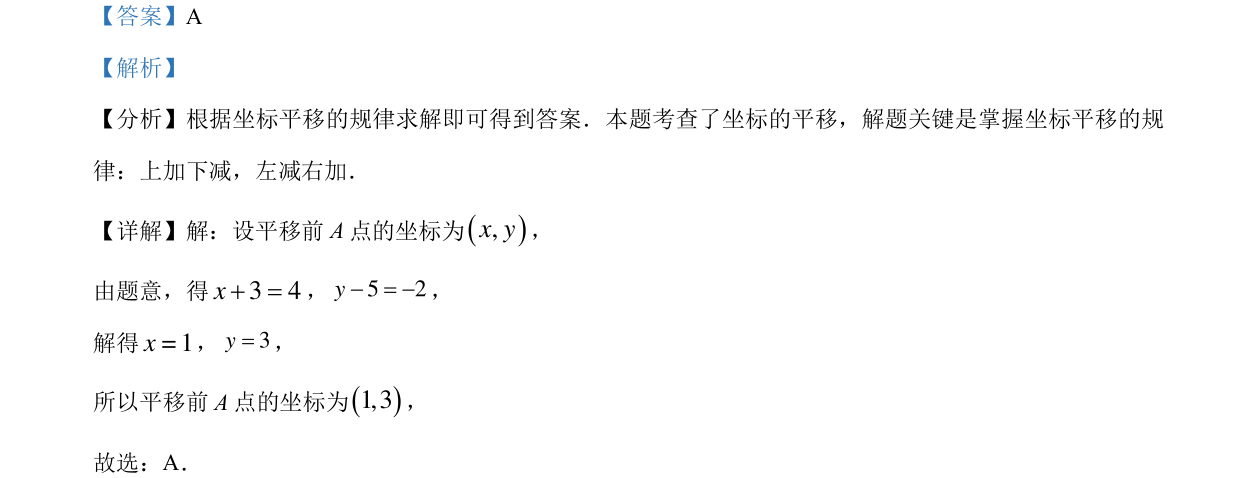 【答案】A
【解析】
【分析】根据坐标平移的规律求解即可得到答案．本题考查了坐标的平移，解题关键是掌握坐标平移的规
律：上加下减，左减右加．
【详解】解：设平移前 A 点的坐标为(x, y)，
由题意，得 x+3=4，y−5=−2，
解得 x=1，y=3，
所以平移前 A 点的坐标为(1,3)，
故选：A．